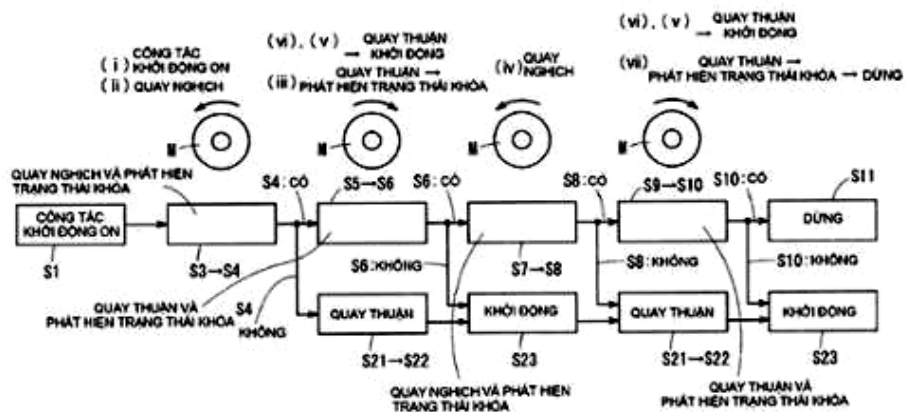 (i) CÔNG TẮC
KHỞI ĐỘNG ON
(ii) QUAY NGHỊCH
(vi), (v) QUAY THUẬN
→ KHỞI ĐỘNG
(iii) QUAY THUẬN →
PHÁT HIỆN TRẠNG THÁI KHÓA
(iv) QUAY
NGHỊCH
(vi), (v) QUAY THUẬN
→ KHỞI ĐỘNG
(vii) QUAY THUẬN →
PHÁT HIỆN TRẠNG THÁI KHÓA → DỪNG
M
M
M
M
QUAY NGHỊCH VÀ PHÁT HIỆN
TRẠNG THÁI KHÓA
S4:CÓ
S5→S6
S6:CÓ
S8:CÓ
S9→S10
S10:CÓ
S11
CÔNG TẮC
KHỞI ĐỘNG ON
DỪNG
S1
S3→S4
S6:KHÔNG
S7→S8
S8:KHÔNG
S10:KHÔNG
QUAY THUẬN VÀ
PHÁT HIỆN TRẠNG THÁI KHÓA
S4
KHÔNG
QUAY THUẬN
KHỞI ĐỘNG
QUAY THUẬN
KHỞI ĐỘNG
S21→S22
S23
S21→S22
S23
QUAY NGHỊCH VÀ PHÁT HIỆN
TRẠNG THÁI KHÓA
QUAY THUẬN VÀ
PHÁT HIỆN TRẠNG THÁI KHÓA